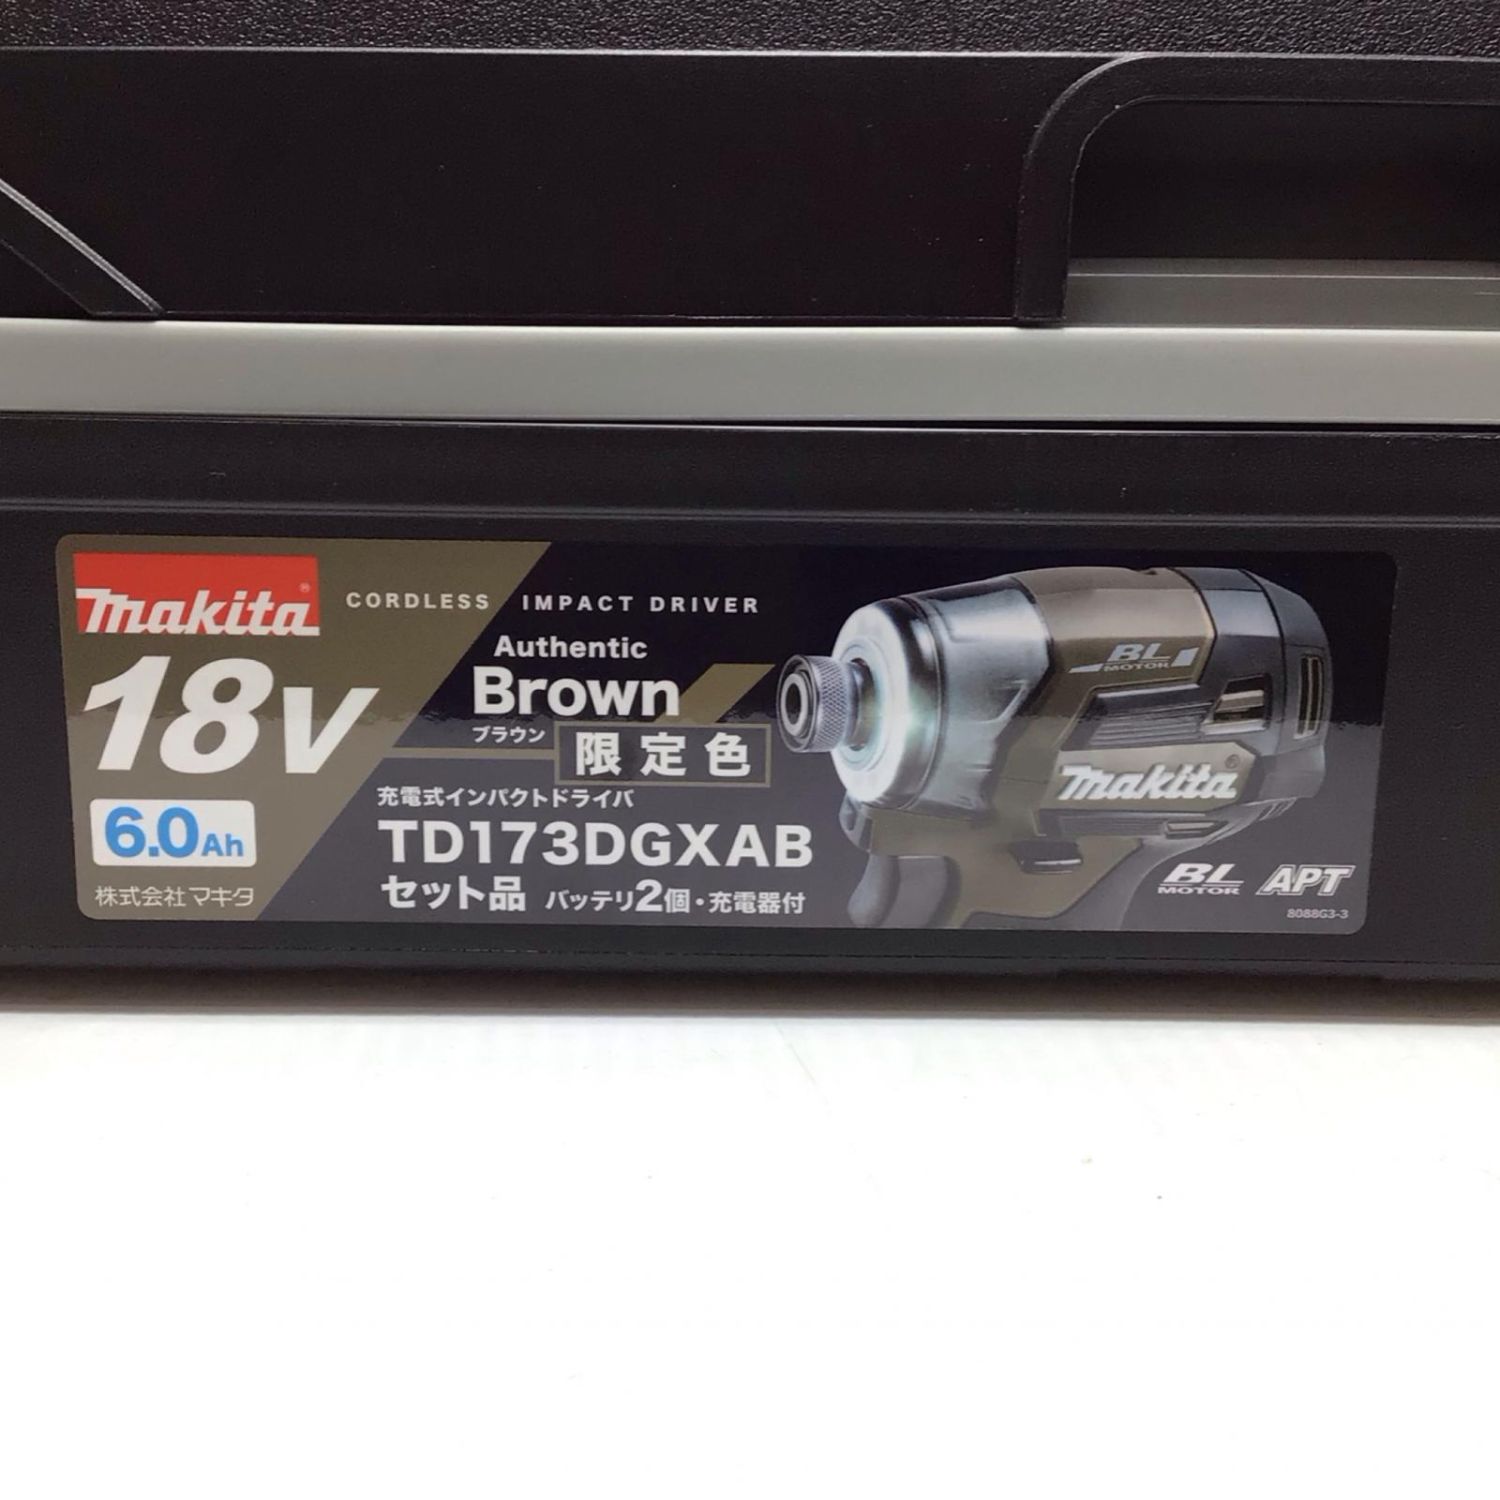 makita®
CORDLESS IMPACT DRIVER
18V
6.0Ah
株式会社マキタ
Authentic
Brown
ブラウン
限定色
充電式インパクトドライバ
TD173DGXAB
セット品 バッテリ2個・充電器付
BL
MOTOR
makita®
BL
MOTOR
APT
8088G3-3